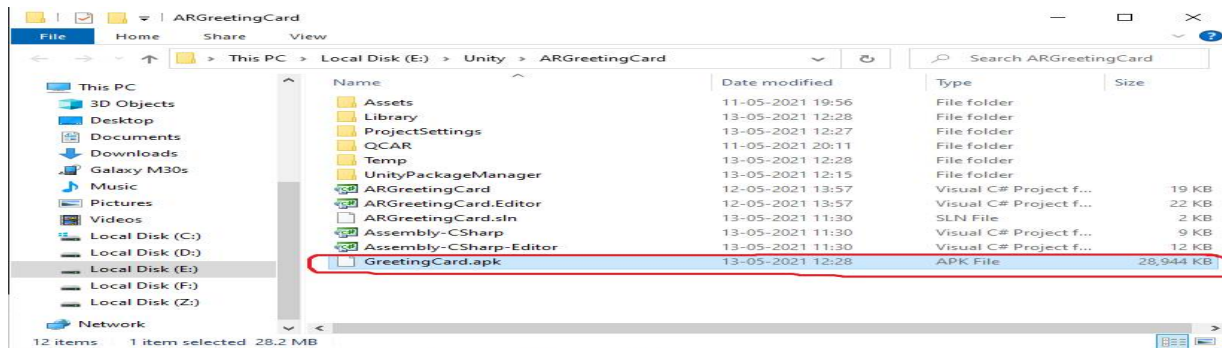 ARGreetingCard
File Home Share View
This PC > Local Disk (E:) > Unity > ARGreetingCard Search ARGreetingCard
Name Date modified Type Size
This PC
3D Objects
Desktop
Documents
Downloads
Galaxy M30s
Music
Pictures
Videos
Local Disk (C:)
Local Disk (D:)
Local Disk (E:)
Local Disk (F:)
Local Disk (Z:)
Network
Assets 11-05-2021 19:56 File folder
Library 13-05-2021 12:28 File folder
ProjectSettings 13-05-2021 12:27 File folder
QCAR 11-05-2021 20:11 File folder
Temp 13-05-2021 12:28 File folder
UnityPackageManager 13-05-2021 12:15 File folder
ARGreetingCard 12-05-2021 13:57 Visual C# Project f... 19 KB
ARGreetingCard.Editor 12-05-2021 13:57 Visual C# Project f... 22 KB
ARGreetingCard.sln 13-05-2021 11:30 SLN File 2 KB
Assembly-CSharp 13-05-2021 11:30 Visual C# Project f... 9 KB
Assembly-CSharp-Editor 13-05-2021 11:30 Visual C# Project f... 12 KB
GreetingCard.apk 13-05-2021 12:28 APK File 28,944 KB
12 items 1 item selected 28.2 MB